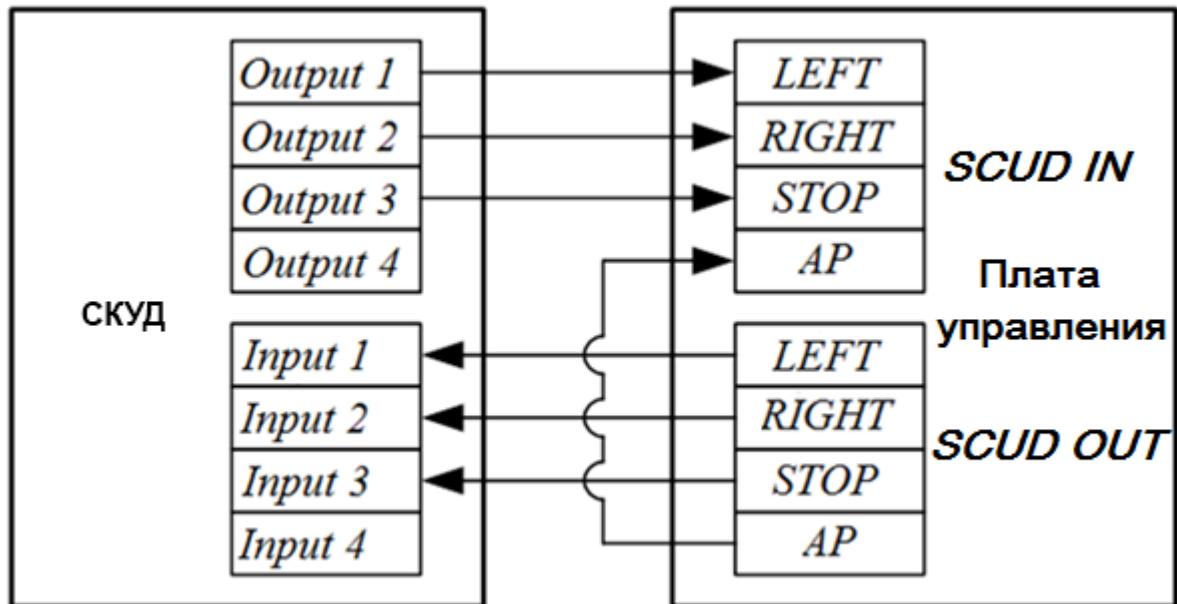 СКУД
Output 1
Output 2
Output 3
Output 4
Input 1
Input 2
Input 3
Input 4
LEFT
RIGHT
STOP
AP
LEFT
RIGHT
STOP
AP
SCUD IN
Плата
управления
SCUD OUT